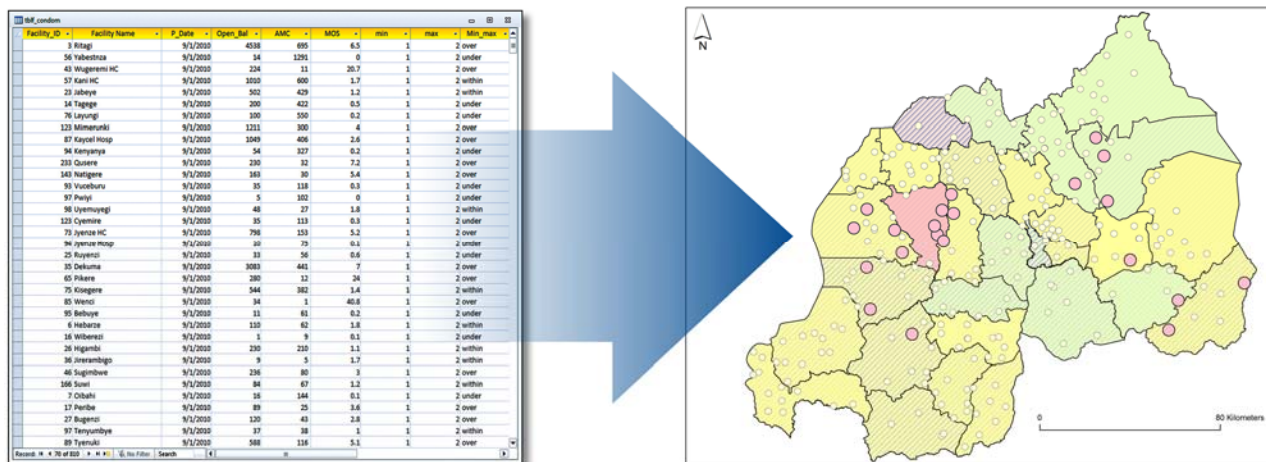 tblf_condom
Facility_ID Facility Name P_Date Open_Bal AMC MOS min max Min_max
3 Ritagi 9/1/2010 4538 695 6.5 1 2 over
56 Yabestnza 9/1/2010 14 1291 0 1 2 under
43 Wugeremi HC 9/1/2010 224 11 20.7 1 2 over
57 Kani HC 9/1/2010 1010 600 1.7 1 2 within
23 Jabeye 9/1/2010 502 429 1.2 1 2 within
14 Tagege 9/1/2010 200 422 0.5 1 2 under
76 Layungi 9/1/2010 100 550 0.2 1 2 under
123 Mimerunki 9/1/2010 1211 300 4 1 2 over
87 Kaycel Hosp 9/1/2010 1049 406 2.6 1 2 over
94 Kenyanya 9/1/2010 54 327 0.2 1 2 under
233 Qusere 9/1/2010 230 32 7.2 1 2 over
143 Natigere 9/1/2010 163 30 5.4 1 2 over
93 Vuceburu 9/1/2010 35 118 0.3 1 2 under
97 Pwiyi 9/1/2010 5 102 0 1 2 under
98 Uyemuyegi 9/1/2010 48 27 1.8 1 2 within
123 Cyemire 9/1/2010 35 113 0.3 1 2 under
73 Jyenze HC 9/1/2010 798 153 5.2 1 2 over
94 Jyenze Hosp 9/1/2010 10 75 0.1 1 2 under
25 Ruyenzi 9/1/2010 33 56 0.6 1 2 under
35 Dekuma 9/1/2010 3083 441 7 1 2 over
65 Pikere 9/1/2010 280 12 24 1 2 over
75 Kisegere 9/1/2010 544 382 1.4 1 2 within
85 Wenci 9/1/2010 34 1 40.8 1 2 over
95 Bebuye 9/1/2010 11 61 0.2 1 2 under
6 Hebarze 9/1/2010 110 62 1.8 1 2 within
16 Wiberezi 9/1/2010 1 9 0.1 1 2 under
26 Higambi 9/1/2010 230 210 1.1 1 2 within
36 Jirerambigo 9/1/2010 9 5 1.7 1 2 within
46 Sugimbwe 9/1/2010 236 80 3 1 2 over
166 Suwi 9/1/2010 84 67 1.2 1 2 within
7 Oibahi 9/1/2010 16 144 0.1 1 2 under
17 Peribe 9/1/2010 89 25 3.6 1 2 over
27 Bugenzi 9/1/2010 120 43 2.8 1 2 over
97 Tenyumbye 9/1/2010 37 38 1 1 2 within
89 Tyenuki 9/1/2010 588 116 5.1 1 2 over
Record: 76 of 810 No Filter Search
N
0 80 Kilometers